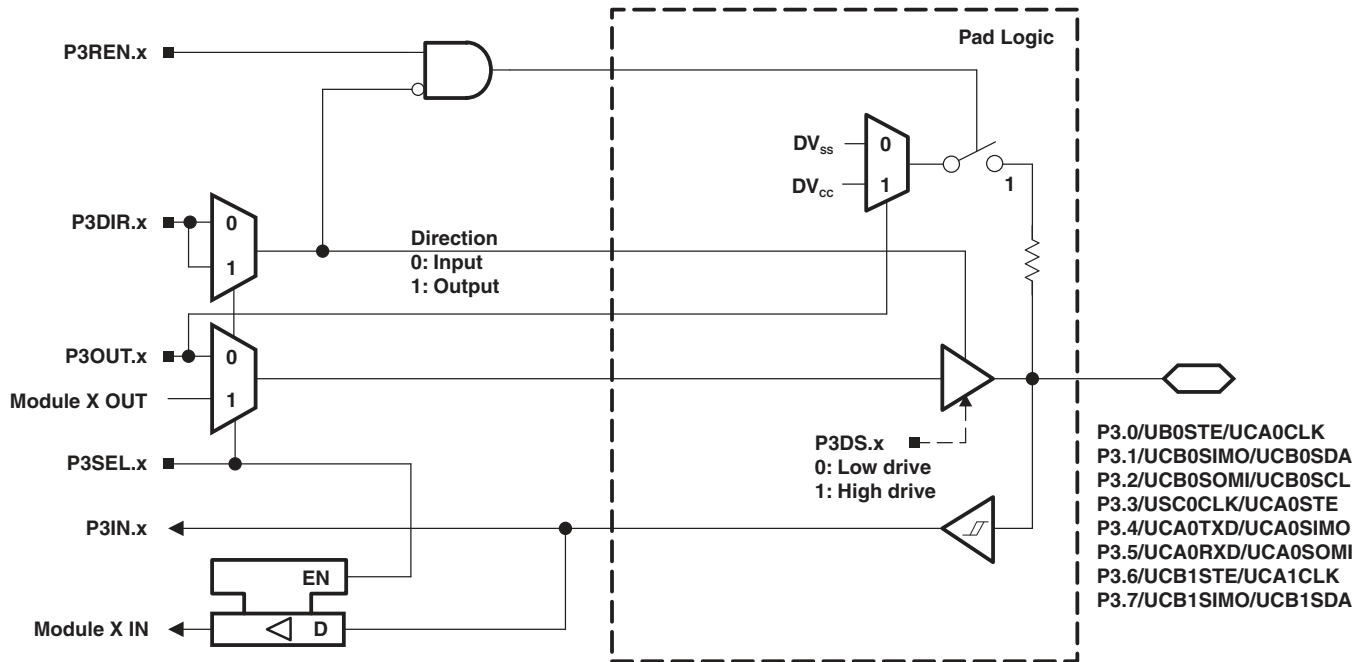 Pad Logic
P3REN.x
DVSS
0
DVCC
1
1
P3DIR.x
0
1
Direction
0: Input
1: Output
P3OUT.x
0
Module X OUT
1
P3DS.x
0: Low drive
1: High drive
P3SEL.x
P3IN.x
EN
D
Module X IN
P3.0/UB0STE/UCA0CLK
P3.1/UCB0SIMO/UCB0SDA
P3.2/UCB0SOMI/UCB0SCL
P3.3/USC0CLK/UCA0STE
P3.4/UCA0TXD/UCA0SIMO
P3.5/UCA0RXD/UCA0SOMI
P3.6/UCB1STE/UCA1CLK
P3.7/UCB1SIMO/UCB1SDA